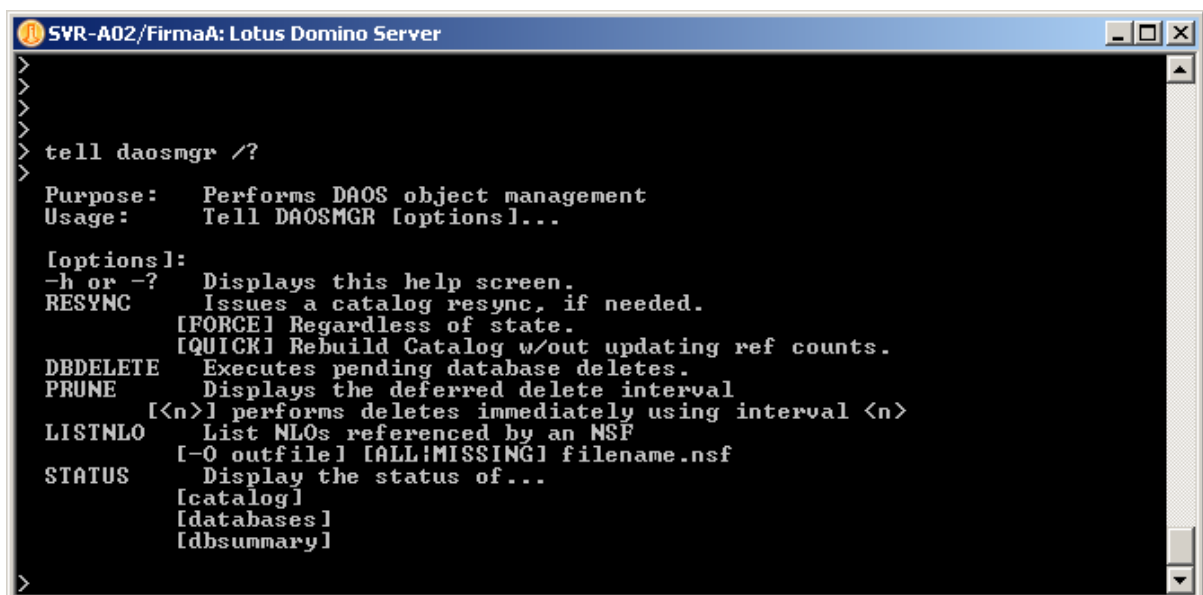 SVR-A02/FirmaA: Lotus Domino Server
>
>
>
>
> tell daosmgr /?
>
Purpose: Performs DAOS object management
Usage: Tell DAOSMGR [options]...
[options]:
-h or -? Displays this help screen.
RESYNC Issues a catalog resync, if needed.
[FORCE] Regardless of state.
[QUICK] Rebuild Catalog w/out updating ref counts.
DBDELETE Executes pending database deletes.
PRUNE Displays the deferred delete interval
[<n>] performs deletes immediately using interval <n>
LISTNLO List NLOs referenced by an NSF
[-O outfile] [ALL¦MISSING] filename.nsf
STATUS Display the status of...
[catalog]
[databases]
[dbsummary]
>